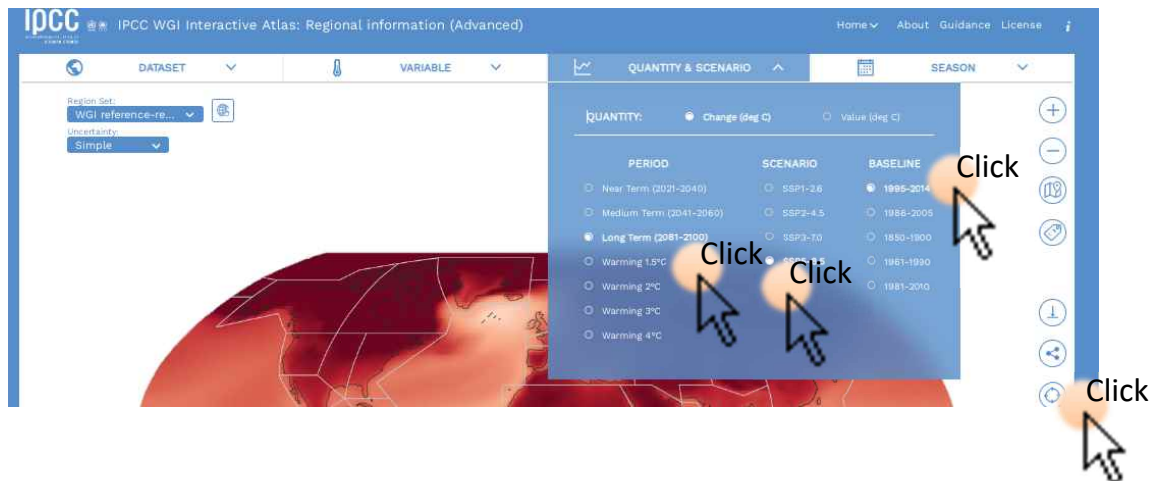 IPCC WGI Interactive Atlas: Regional information (Advanced)
Home About Guidance License i
DATASET VARIABLE QUANTITY & SCENARIO SEASON
Region Set:
WGI reference-re...
Uncertainty:
Simple
QUANTITY: Change (deg C) Value (deg C)
PERIOD SCENARIO BASELINE
Near Term (2021-2040) SSP1-2.6 1995-2014
Click
Medium Term (2041-2060) SSP2-4.5 1986-2005
Long Term (2081-2100) SSP3-7.0 1850-1900
Click
Warming 1.5°C 1961-1990
Click
Warming 2°C 1981-2010
Warming 3°C
Warming 4°C
Click